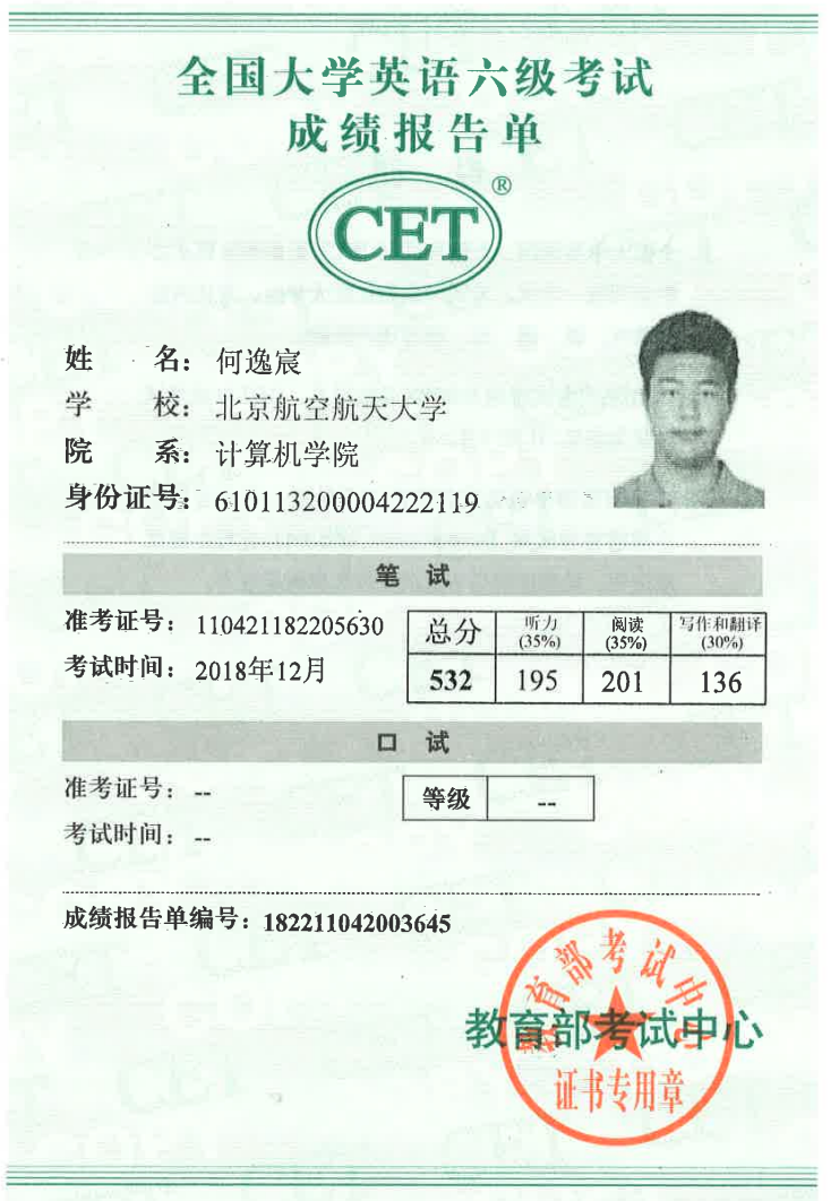 全国大学英语六级考试
成绩报告单
CET®
姓 名：何逸宸
学 校：北京航空航天大学
院 系：计算机学院
身份证号：610113200004222119
笔 试
准考证号：110421182205630
考试时间：2018年12月
总分 听力(35%) 阅读(35%) 写作和翻译(30%)
532 195 201 136
口 试
准考证号：--
考试时间：--
等级 --
成绩报告单编号：182211042003645
教育部考试中心
教育部考试中心
证书专用章